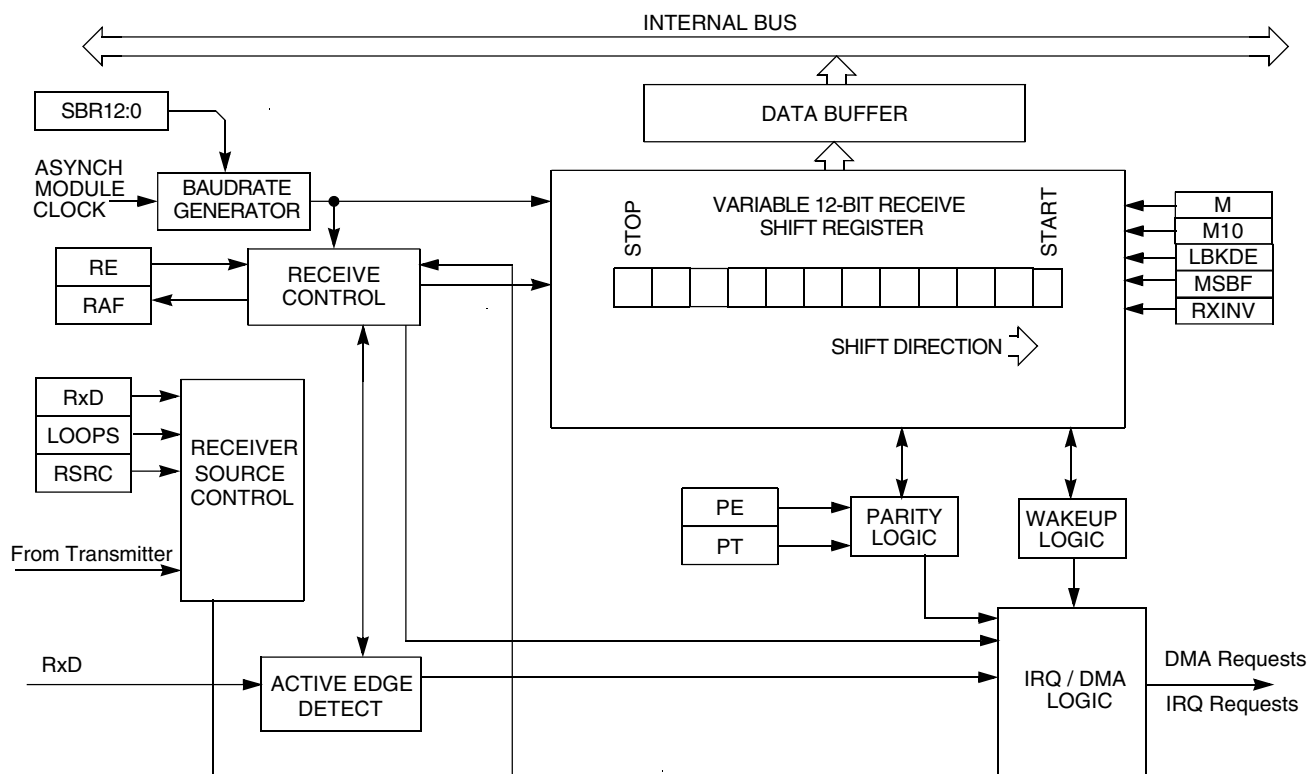 INTERNAL BUS
SBR12:0
DATA BUFFER
ASYNCH
MODULE
CLOCK
BAUDRATE
GENERATOR
VARIABLE 12-BIT RECEIVE
SHIFT REGISTER
STOP
START
M
M10
LBKDE
MSBF
RXINV
RE
RAF
RECEIVE
CONTROL
SHIFT DIRECTION
RxD
LOOPS
RSRC
RECEIVER
SOURCE
CONTROL
From Transmitter
PE
PT
PARITY
LOGIC
WAKEUP
LOGIC
RxD
ACTIVE EDGE
DETECT
IRQ / DMA
LOGIC
DMA Requests
IRQ Requests